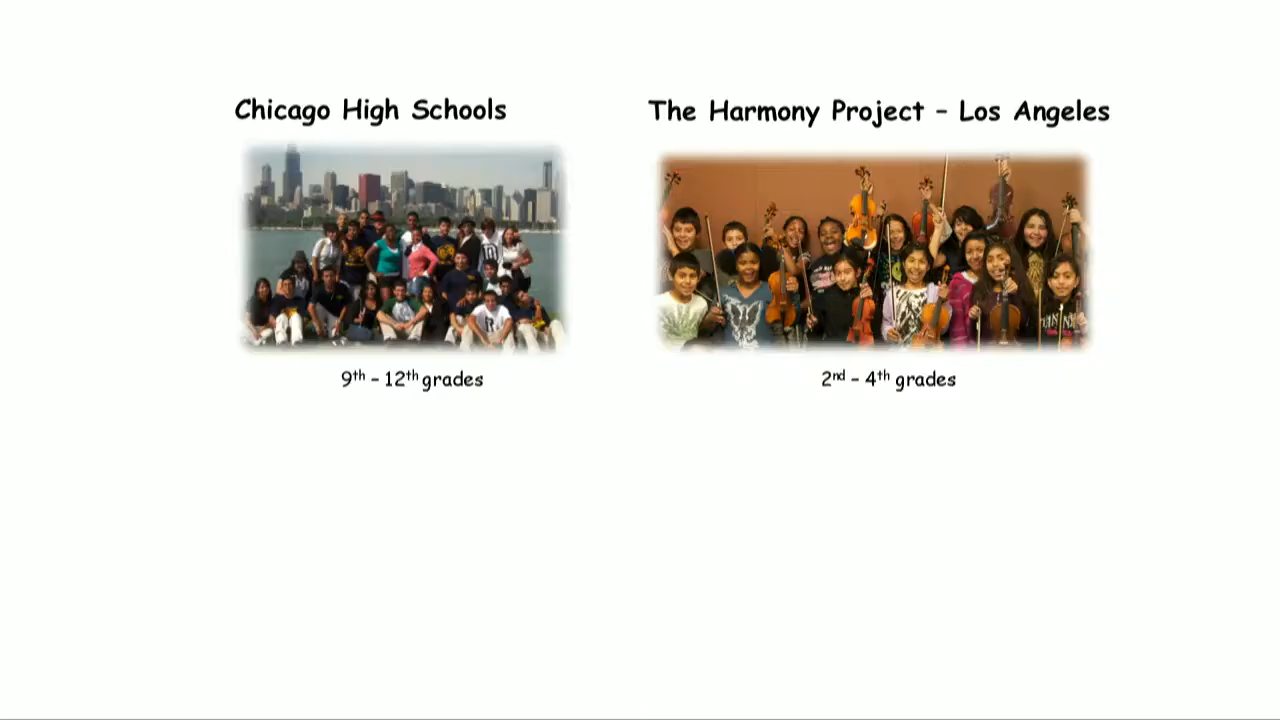 Chicago High Schools
The Harmony Project – Los Angeles
9th – 12th grades
2nd – 4th grades